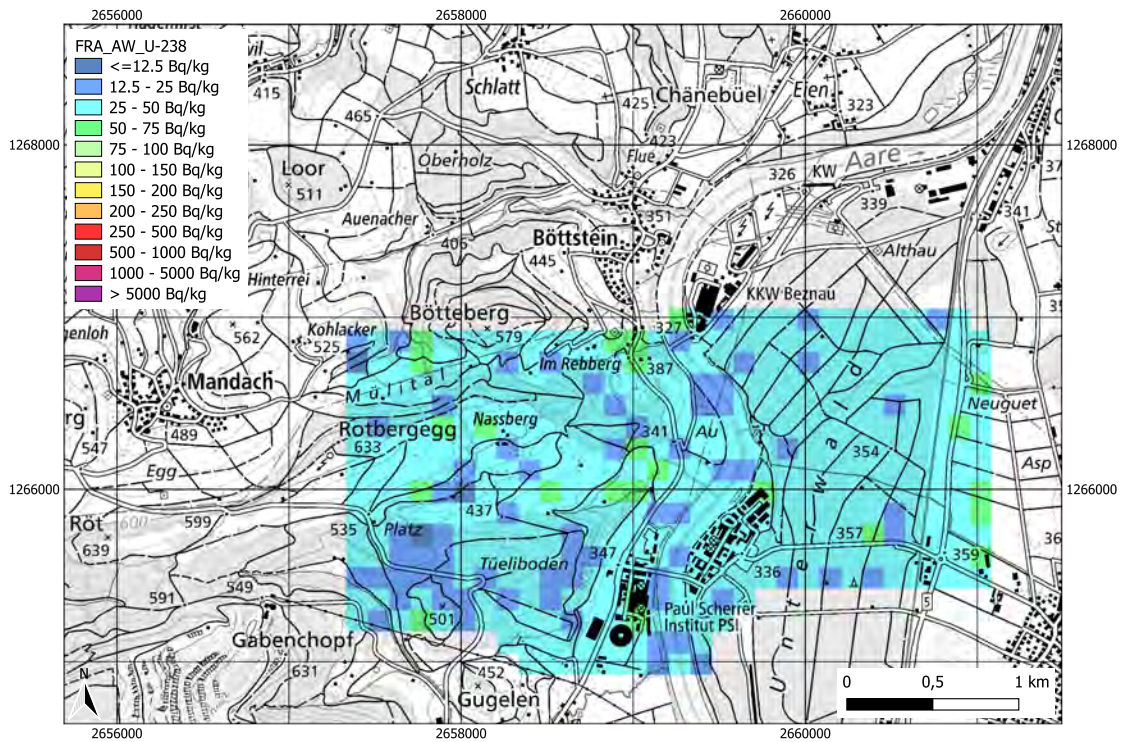 2656000
2658000
2660000
FRA_AW_U-238
<=12.5 Bq/kg
12.5 - 25 Bq/kg
25 - 50 Bq/kg
50 - 75 Bq/kg
75 - 100 Bq/kg
100 - 150 Bq/kg
150 - 200 Bq/kg
200 - 250 Bq/kg
250 - 500 Bq/kg
500 - 1000 Bq/kg
1000 - 5000 Bq/kg
> 5000 Bq/kg
415
Schlatt
465
425
Chänebüel
Eien
323
423
1268000
1268000
Loor
511
Oberholz
Flue
326
KW
Aare
339
341
Auenacher
406
351
Böttstein
445
Althau
Hinterrei
KKW Beznau
Bötteberg
579
327
562
Kohlacker
525
Im Rebberg
387
Mandach
Mülital
Neuguet
547
489
Rotbergegg
633
Nassberg
341
Au
354
Asp
Egg
1266000
1266000
Röt
600
599
639
535
Platz
437
357
359
347
Tüeliboden
336
549
591
501
Paul Scherrer
Institut PSI
5
Unterwald
Gabenchopf
631
452
Gugelen
N
0 0,5 1 km
2656000
2658000
2660000